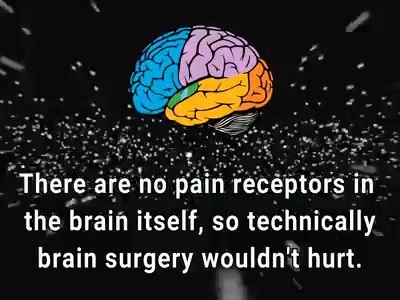 There are no pain receptors in
the brain itself, so technically
brain surgery wouldn't hurt.